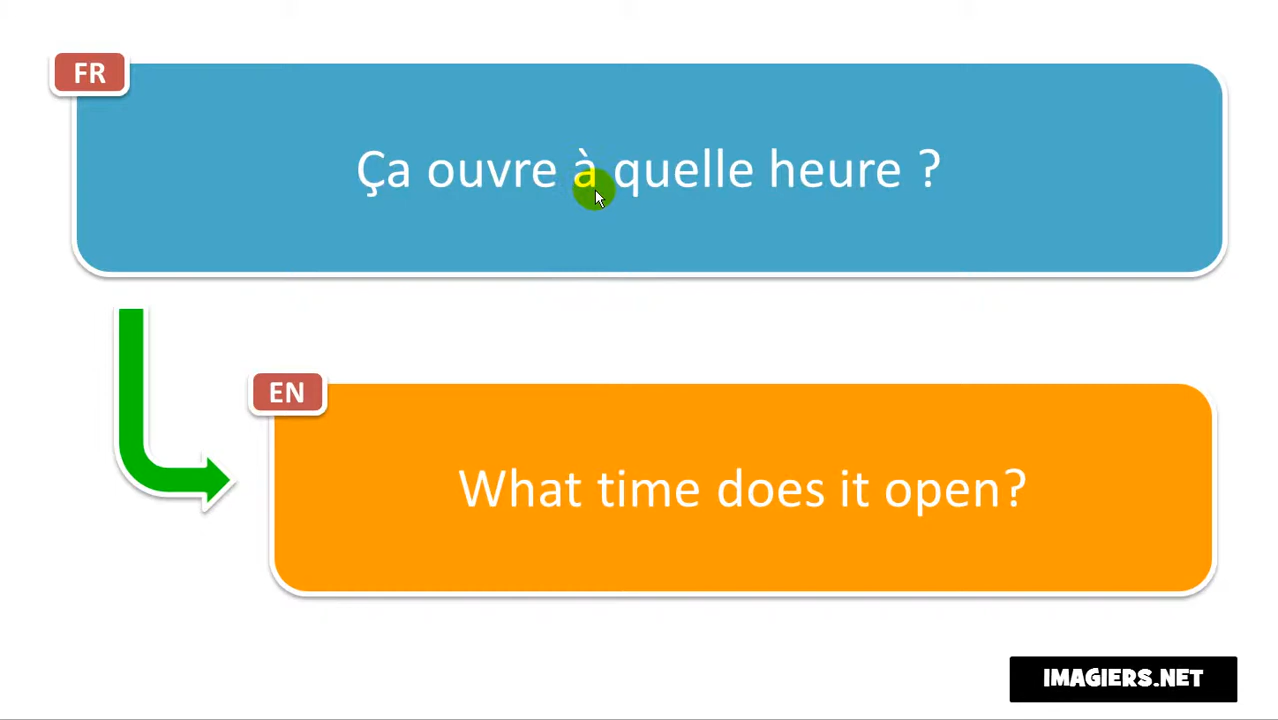 FR
Ça ouvre à quelle heure ?
EN
What time does it open?
IMAGIERS.NET